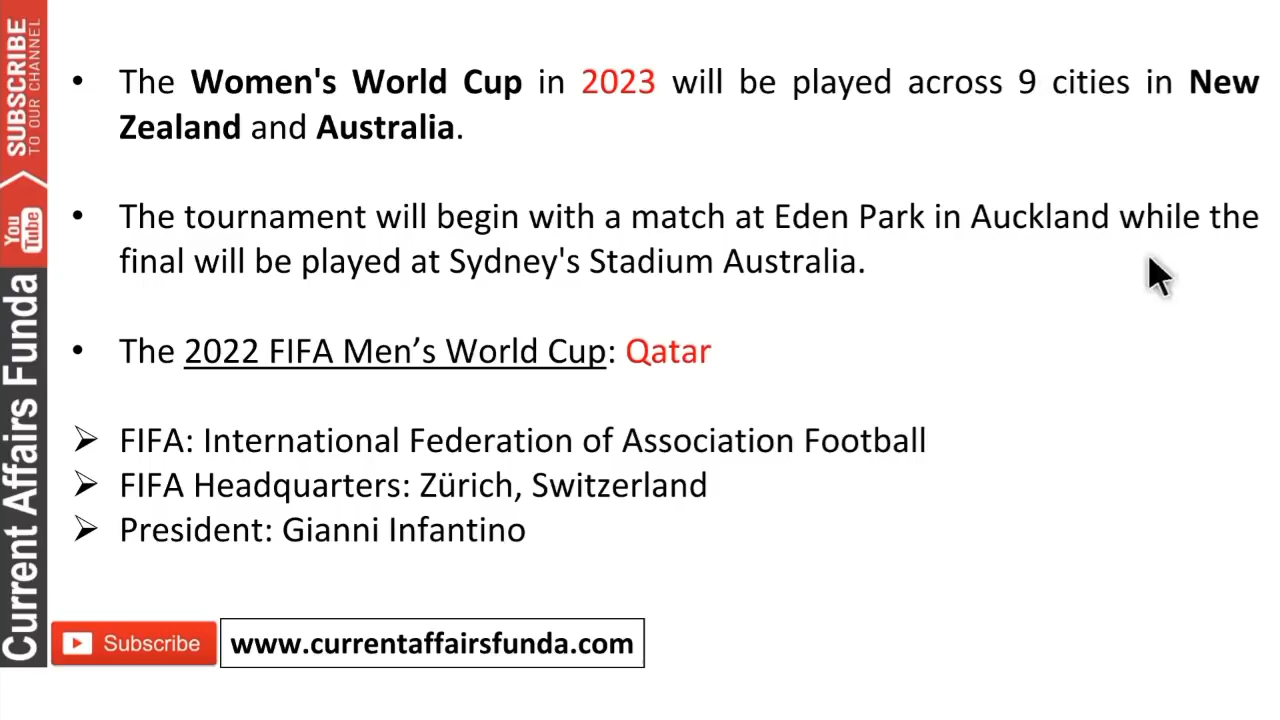 SUBSCRIBE
TO OUR CHANNEL
You
Tube
Current Affairs Funda
• The Women's World Cup in 2023 will be played across 9 cities in New
Zealand and Australia.
• The tournament will begin with a match at Eden Park in Auckland while the
final will be played at Sydney's Stadium Australia.
• The 2022 FIFA Men’s World Cup: Qatar
➢ FIFA: International Federation of Association Football
➢ FIFA Headquarters: Zürich, Switzerland
➢ President: Gianni Infantino
Subscribe
www.currentaffairsfunda.com